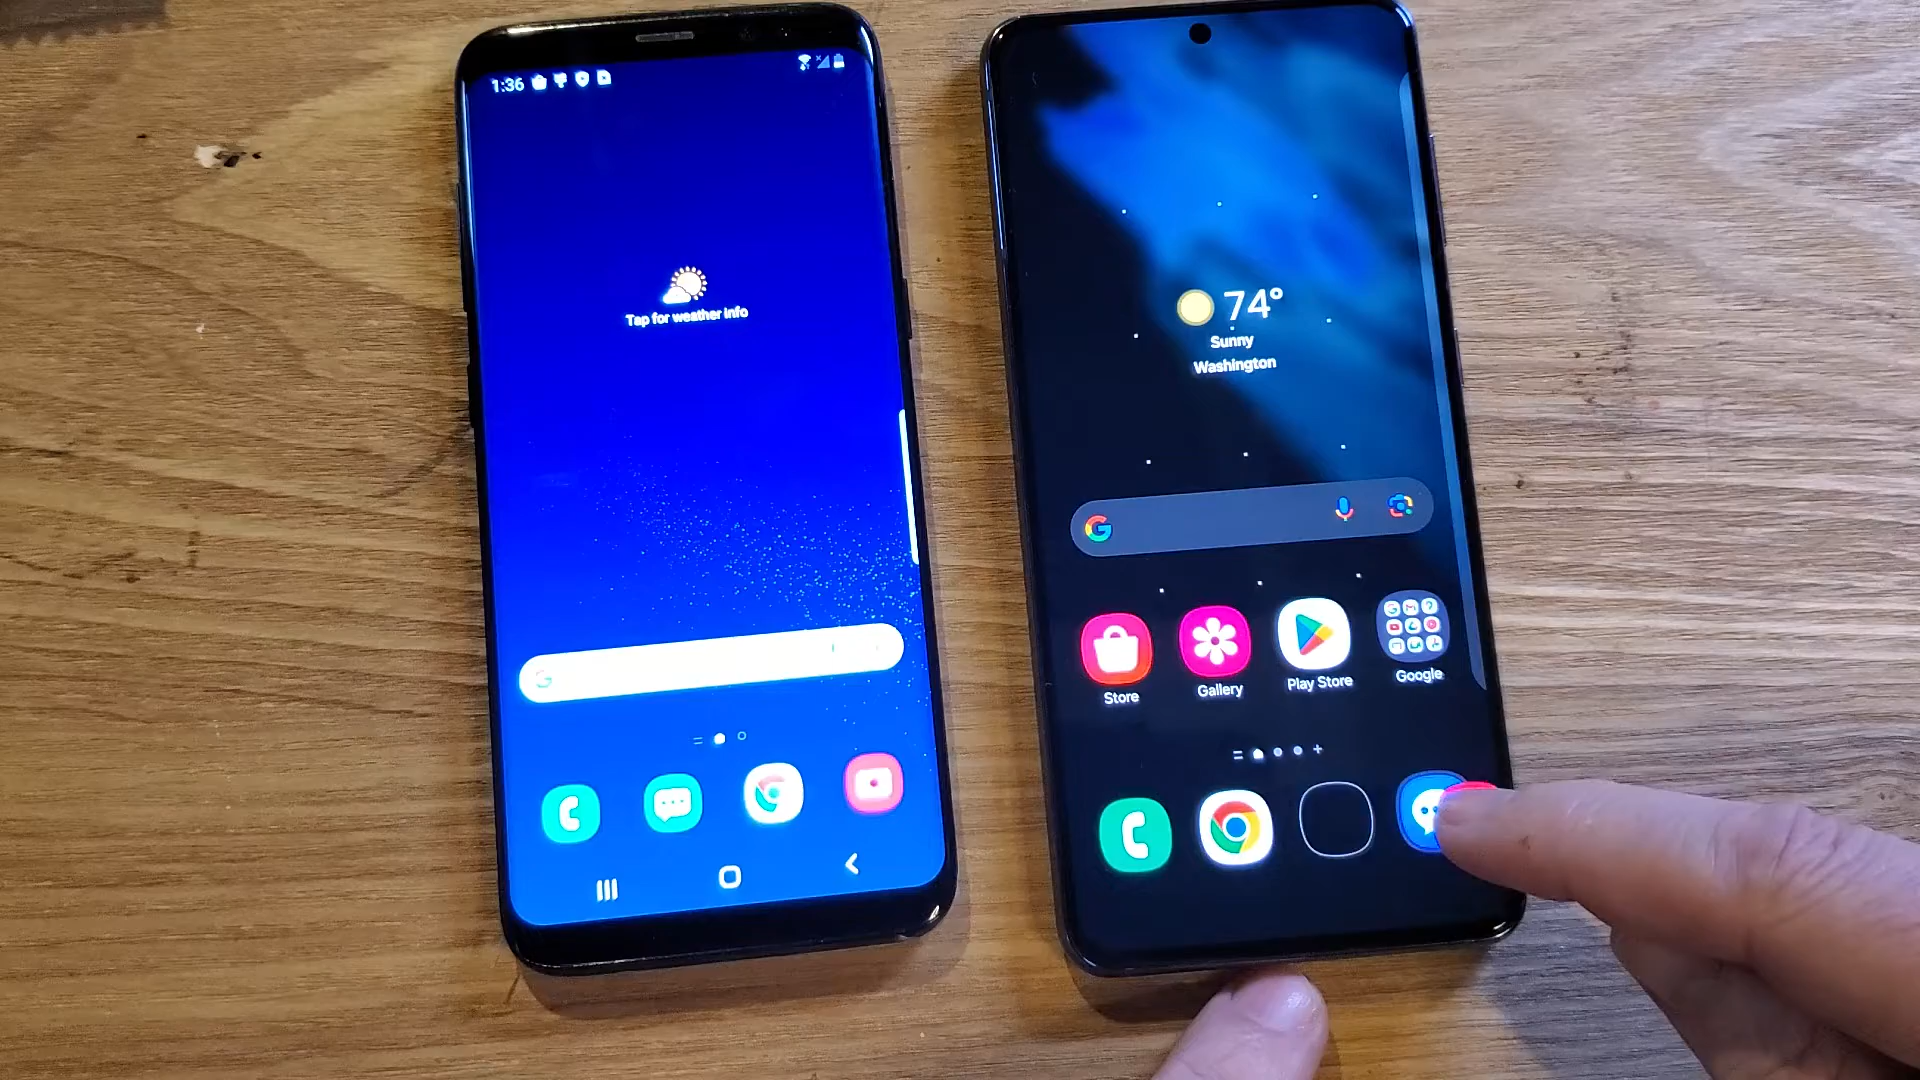 1:36
Tap for weather info
74°
Sunny
Washington
Store
Gallery
Play Store
Google